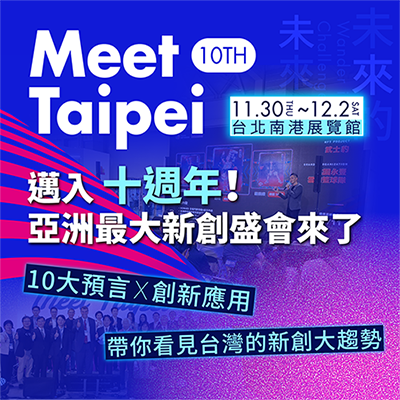 Meet 10TH
Taipei
11.30 THU ~12.2 SAT
台北南港展覽館
邁入 十週年!
亞洲最大新創盛會來了
10大預言╳創新應用
帶你看見台灣的新創大趨勢
未來的
未來